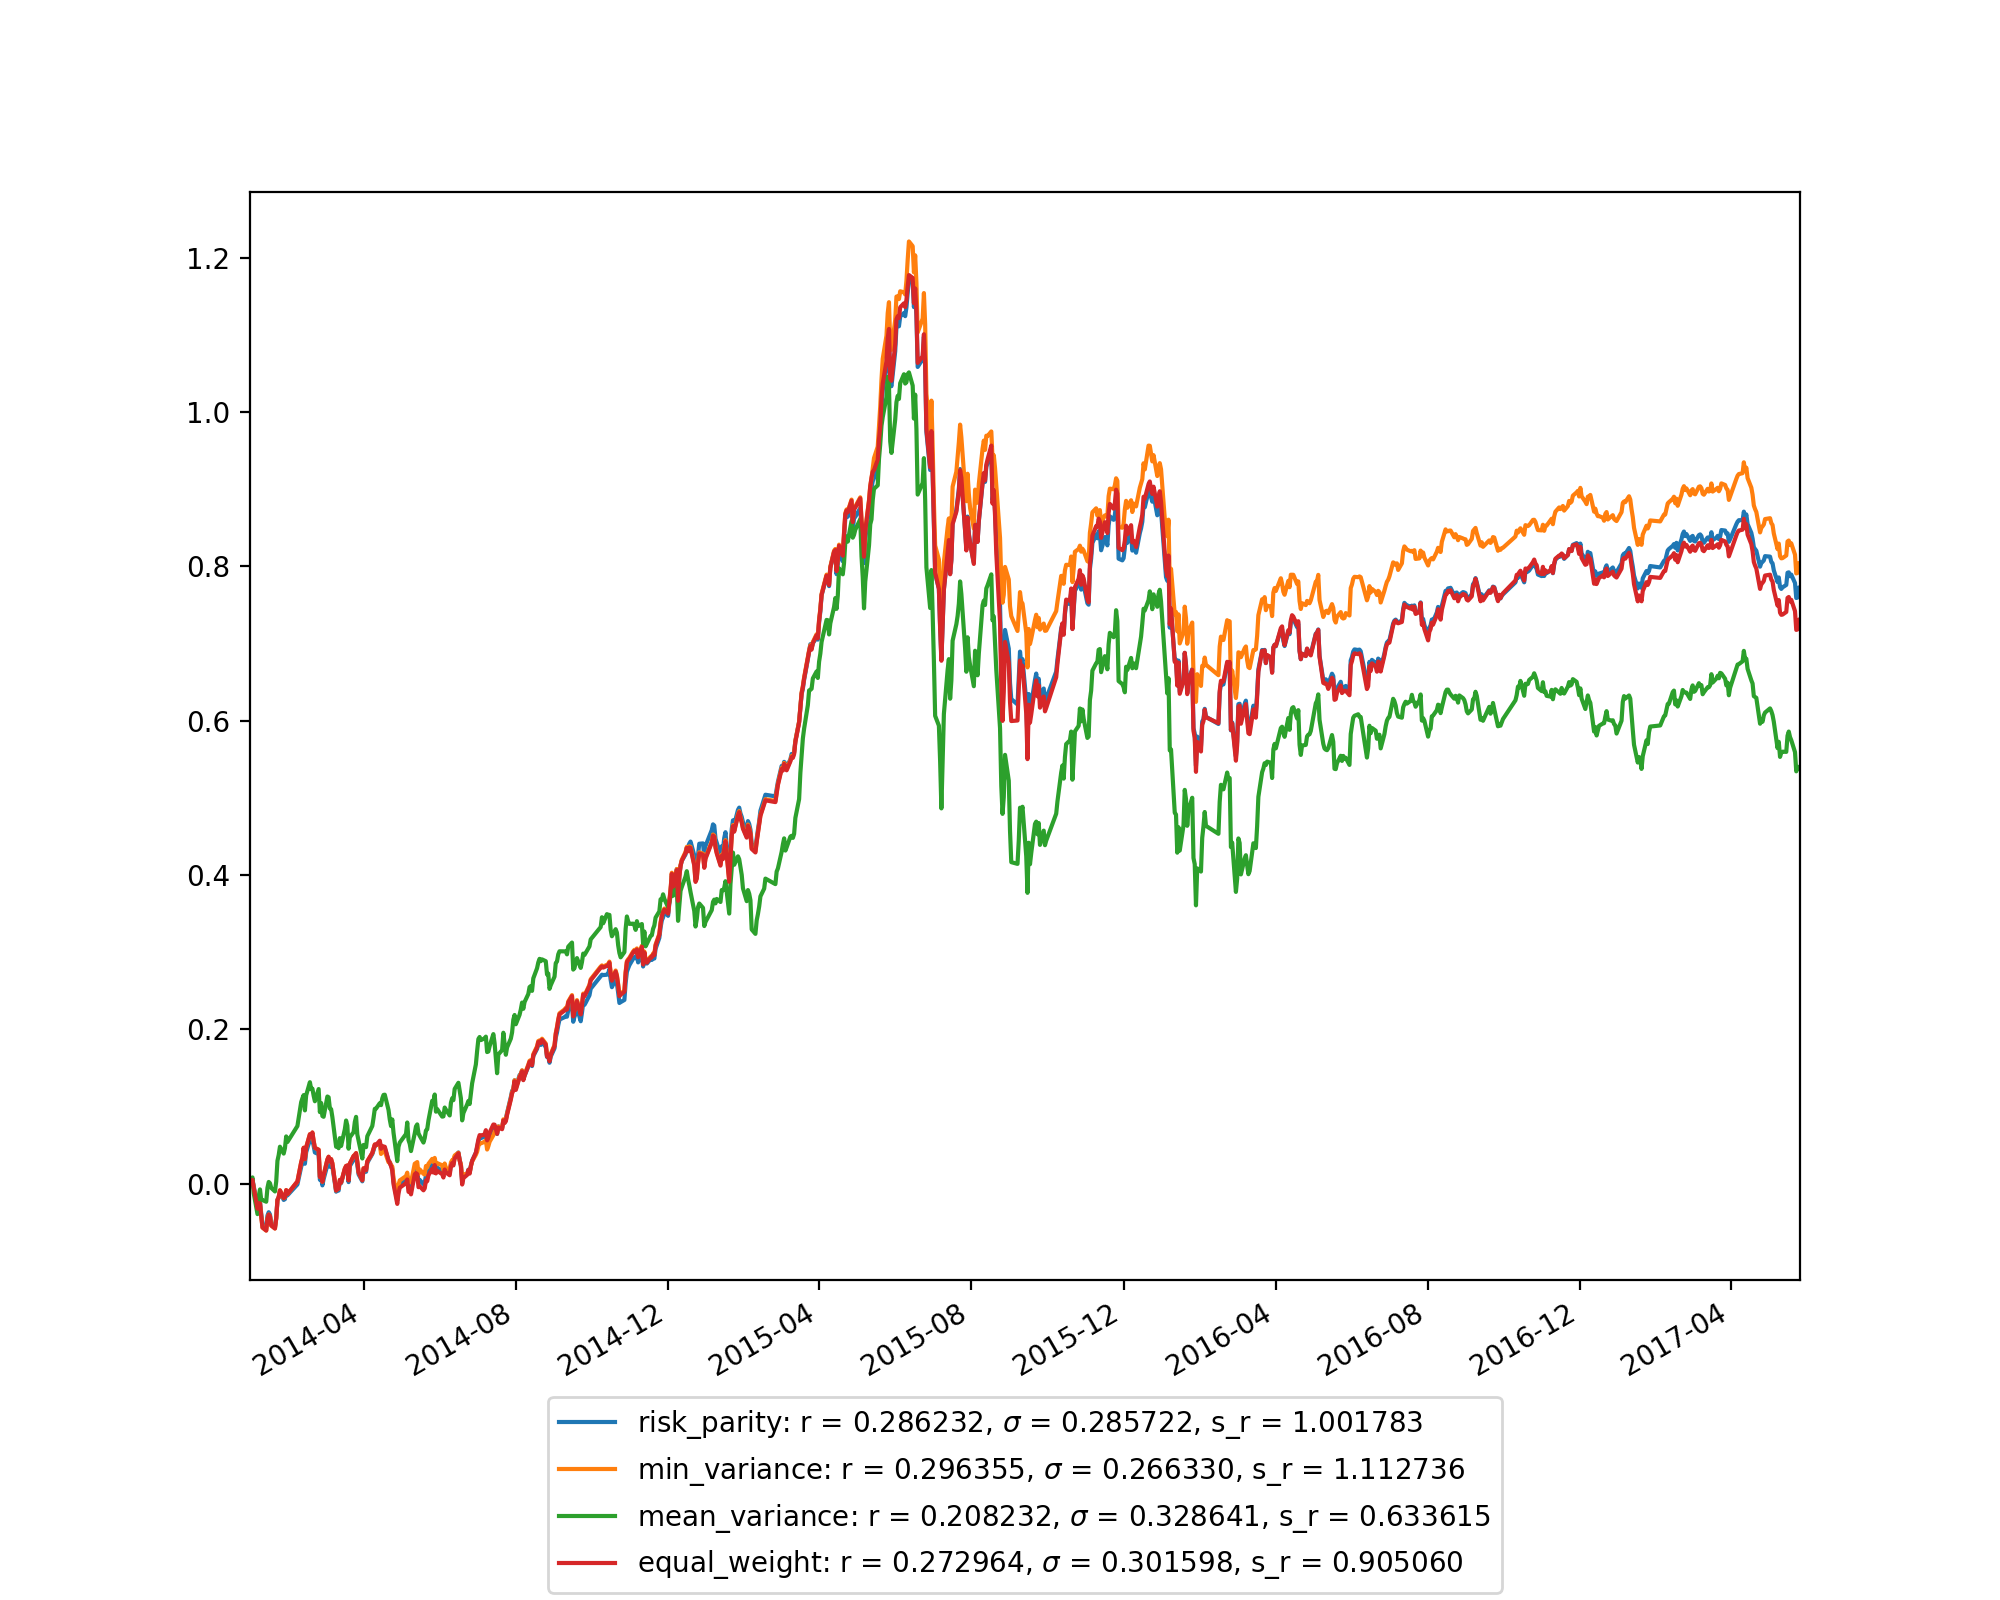 1.2
1.0
0.8
0.6
0.4
0.2
0.0
2014-04 2014-08 2014-12 2015-04 2015-08 2015-12 2016-04 2016-08 2016-12 2017-04
risk_parity: r = 0.286232, σ = 0.285722, s_r = 1.001783
min_variance: r = 0.296355, σ = 0.266330, s_r = 1.112736
mean_variance: r = 0.208232, σ = 0.328641, s_r = 0.633615
equal_weight: r = 0.272964, σ = 0.301598, s_r = 0.905060